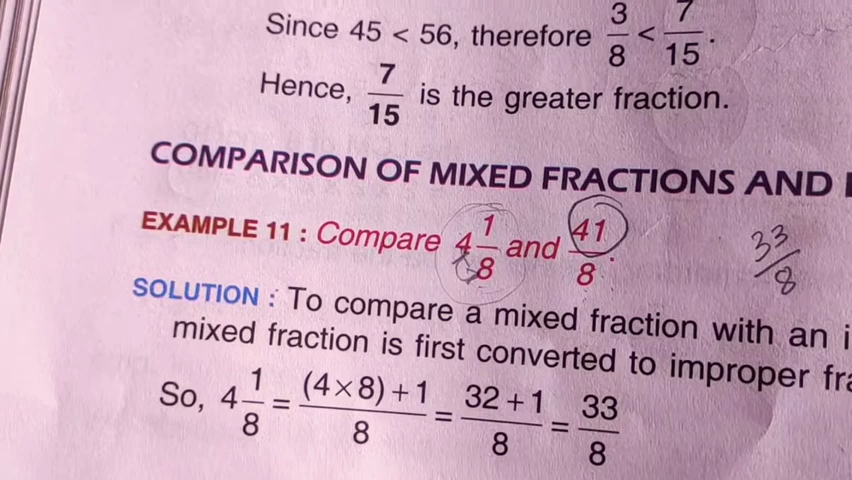 Since 45 < 56, therefore 3/8 < 7/15.
Hence, 7/15 is the greater fraction.
COMPARISON OF MIXED FRACTIONS AND
EXAMPLE 11 : Compare 4 1/8 and 41/8.
33/8
SOLUTION : To compare a mixed fraction with an
mixed fraction is first converted to improper
So, 4 1/8 = (4×8)+1/8 = 32+1/8 = 33/8